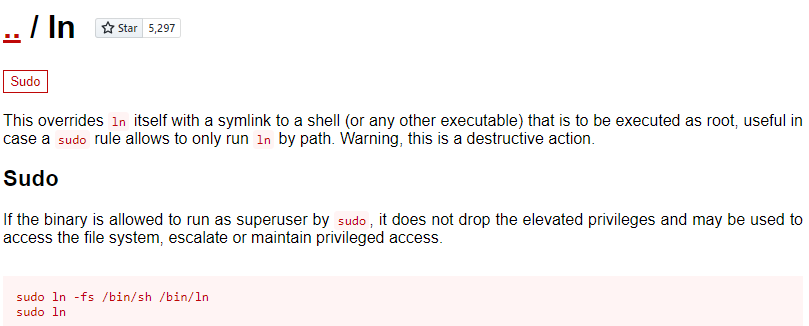 .. / ln Star 5,297
Sudo
This overrides ln itself with a symlink to a shell (or any other executable) that is to be executed as root, useful in
case a sudo rule allows to only run ln by path. Warning, this is a destructive action.
Sudo
If the binary is allowed to run as superuser by sudo, it does not drop the elevated privileges and may be used to
access the file system, escalate or maintain privileged access.
sudo ln -fs /bin/sh /bin/ln
sudo ln